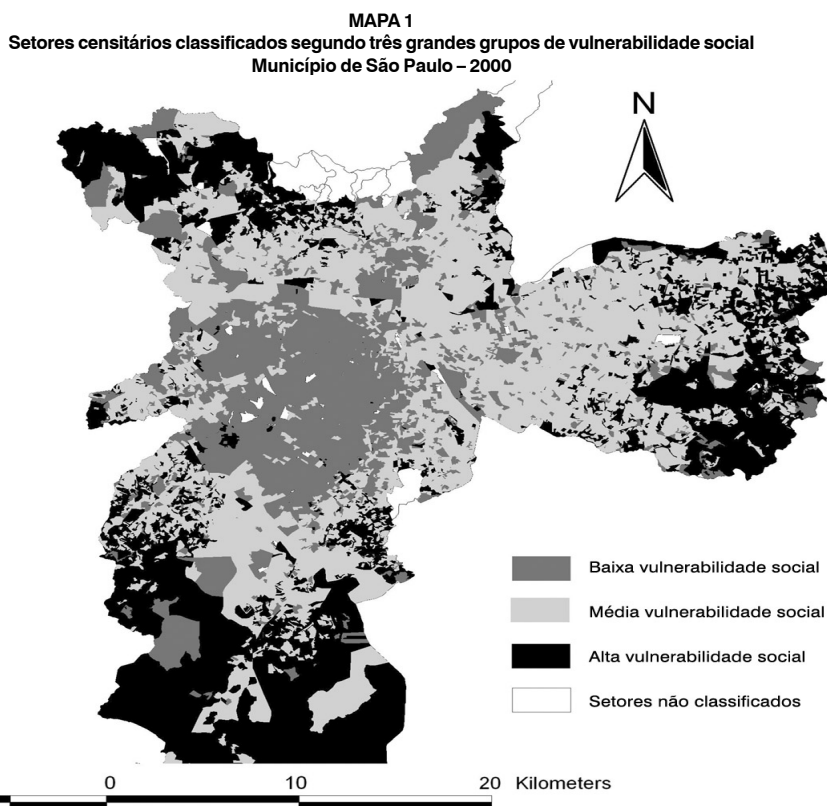 MAPA 1
Setores censitários classificados segundo três grandes grupos de vulnerabilidade social
Município de São Paulo – 2000
N
Baixa vulnerabilidade social
Média vulnerabilidade social
Alta vulnerabilidade social
Setores não classificados
0 10 20 Kilometers